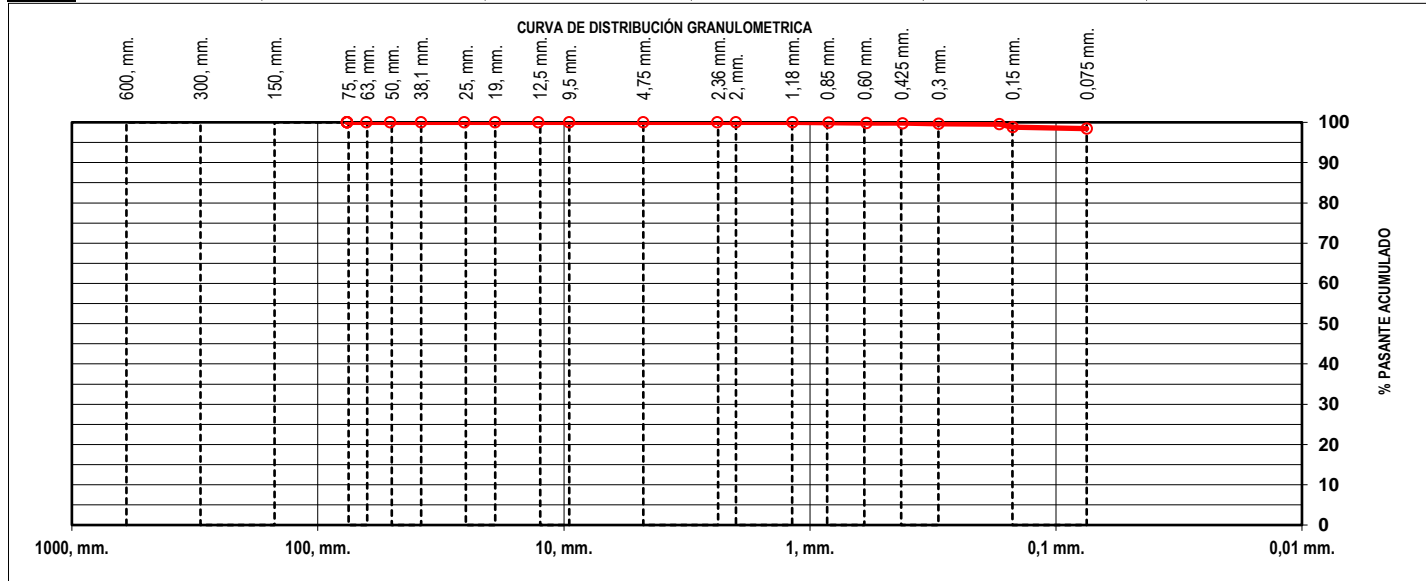 CURVA DE DISTRIBUCIÓN GRANULOMETRICA
600, mm.
300, mm.
150, mm.
75, mm.
63, mm.
50, mm.
38,1 mm.
25, mm.
19, mm.
12,5 mm.
9,5 mm.
4,75 mm.
2,36 mm.
2, mm.
1,18 mm.
0,85 mm.
0,60 mm.
0,425 mm.
0,3 mm.
0,15 mm.
0,075 mm.
100
90
80
70
60
50
40
30
20
10
0
% PASANTE ACUMULADO
1000, mm.
100, mm.
10, mm.
1, mm.
0,1 mm.
0,01 mm.